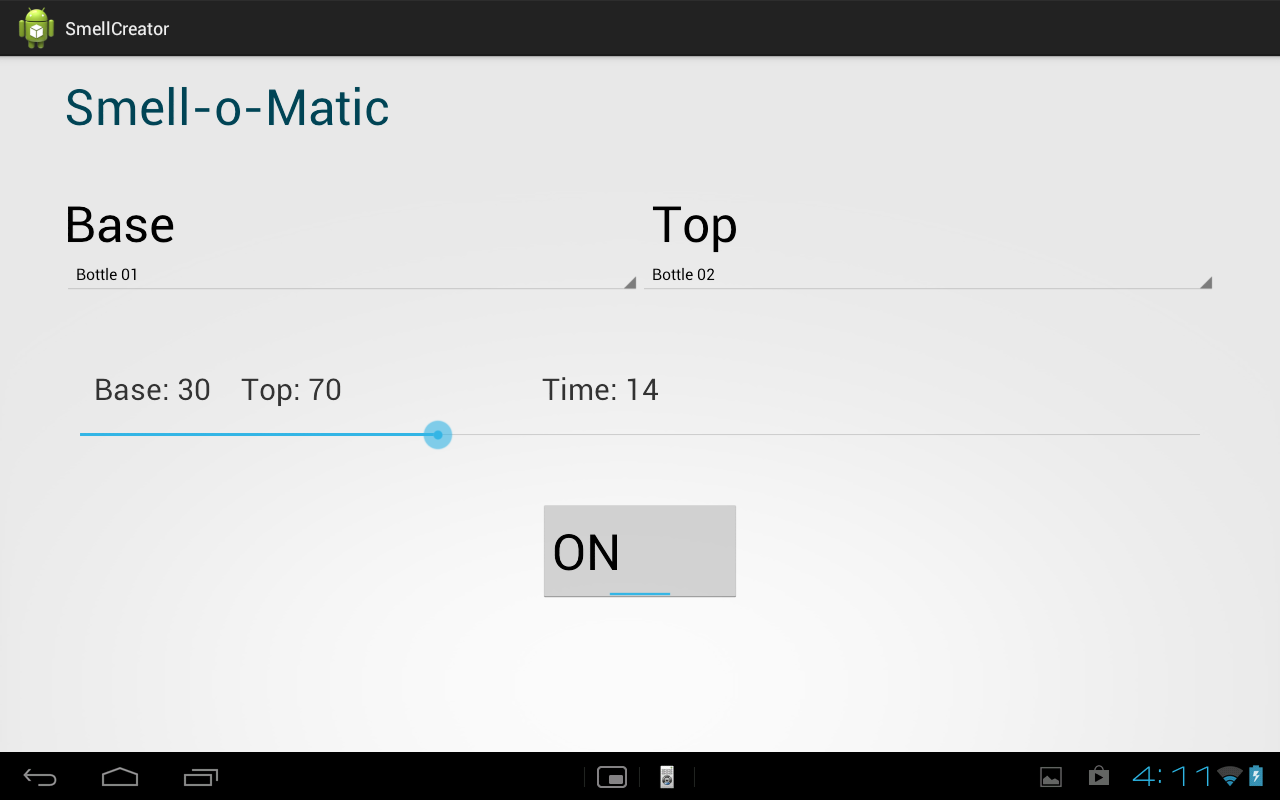 SmellCreator
Smell-o-Matic
Base Top
Bottle 01 Bottle 02
Base: 30 Top: 70 Time: 14
ON
4:11